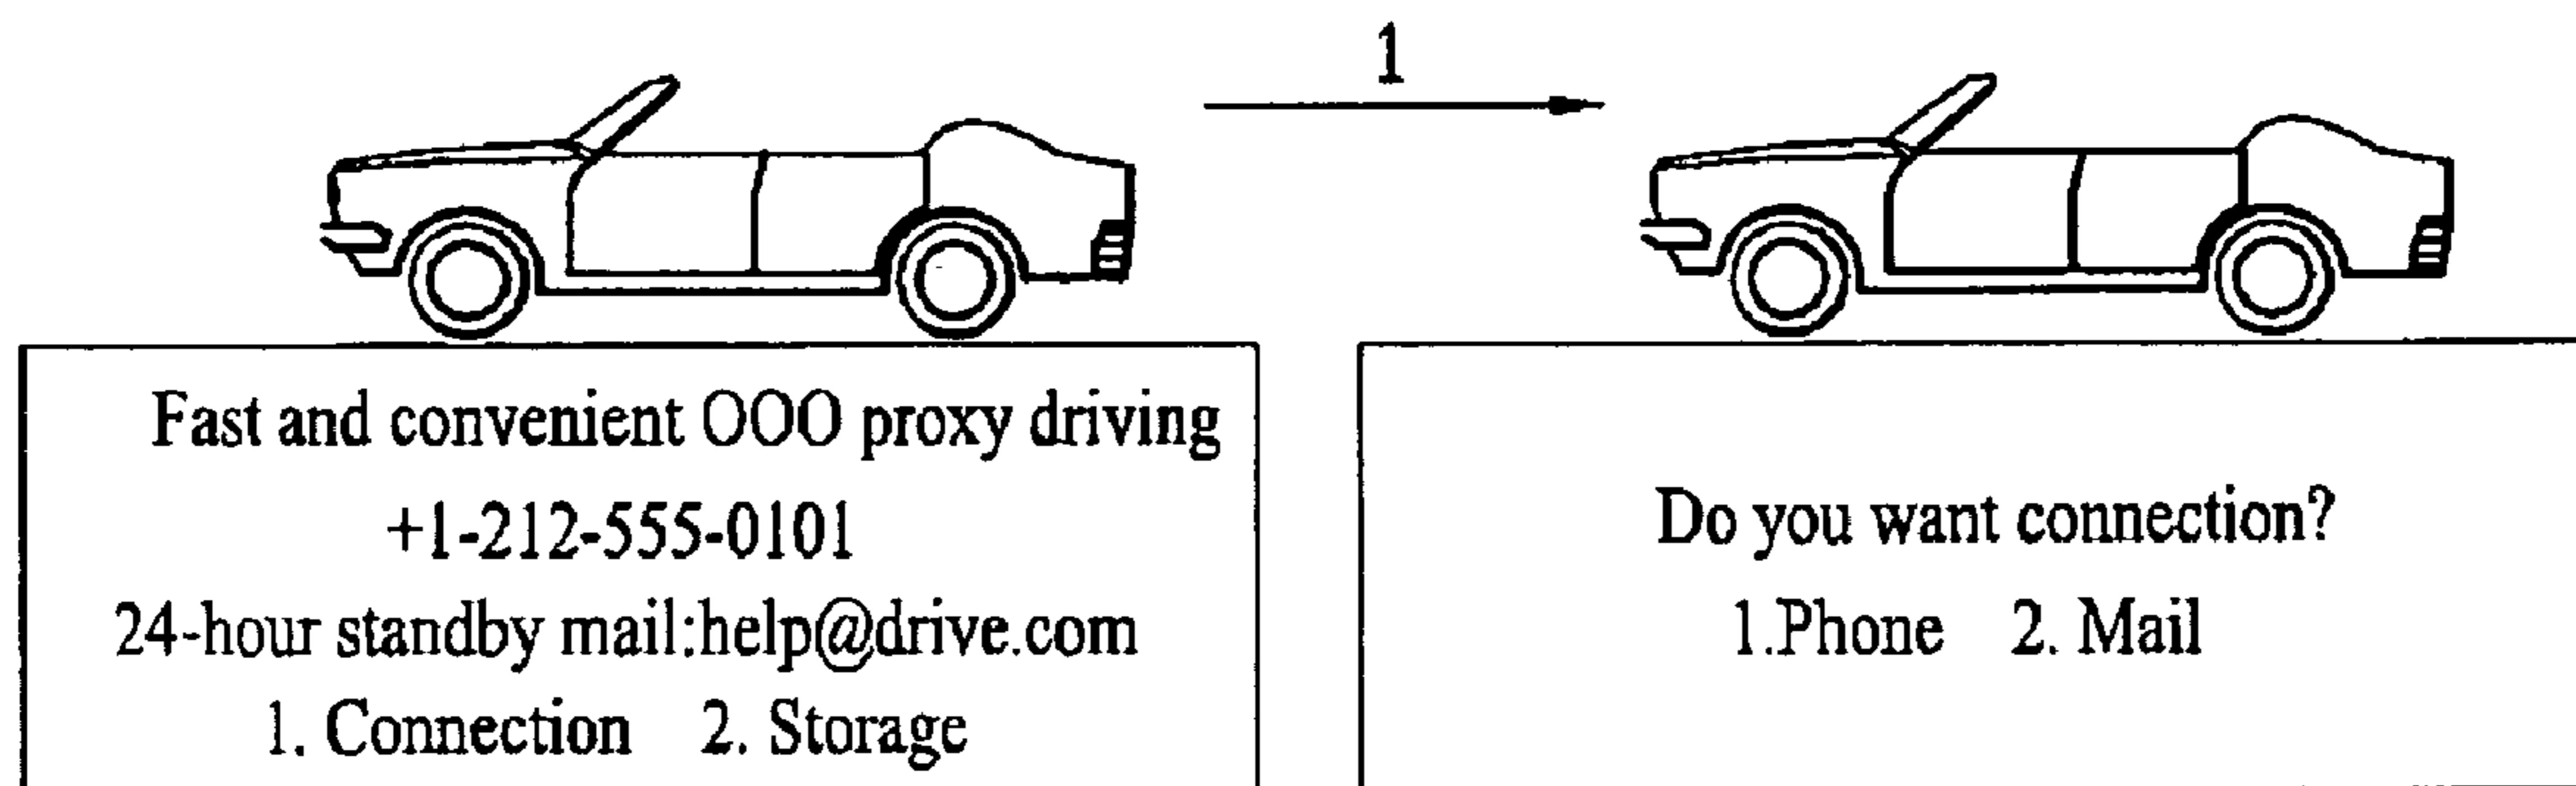 1
Fast and convenient OOO proxy driving
+1-212-555-0101
24-hour standby mail:help@drive.com
1. Connection 2. Storage
Do you want connection?
1.Phone 2. Mail